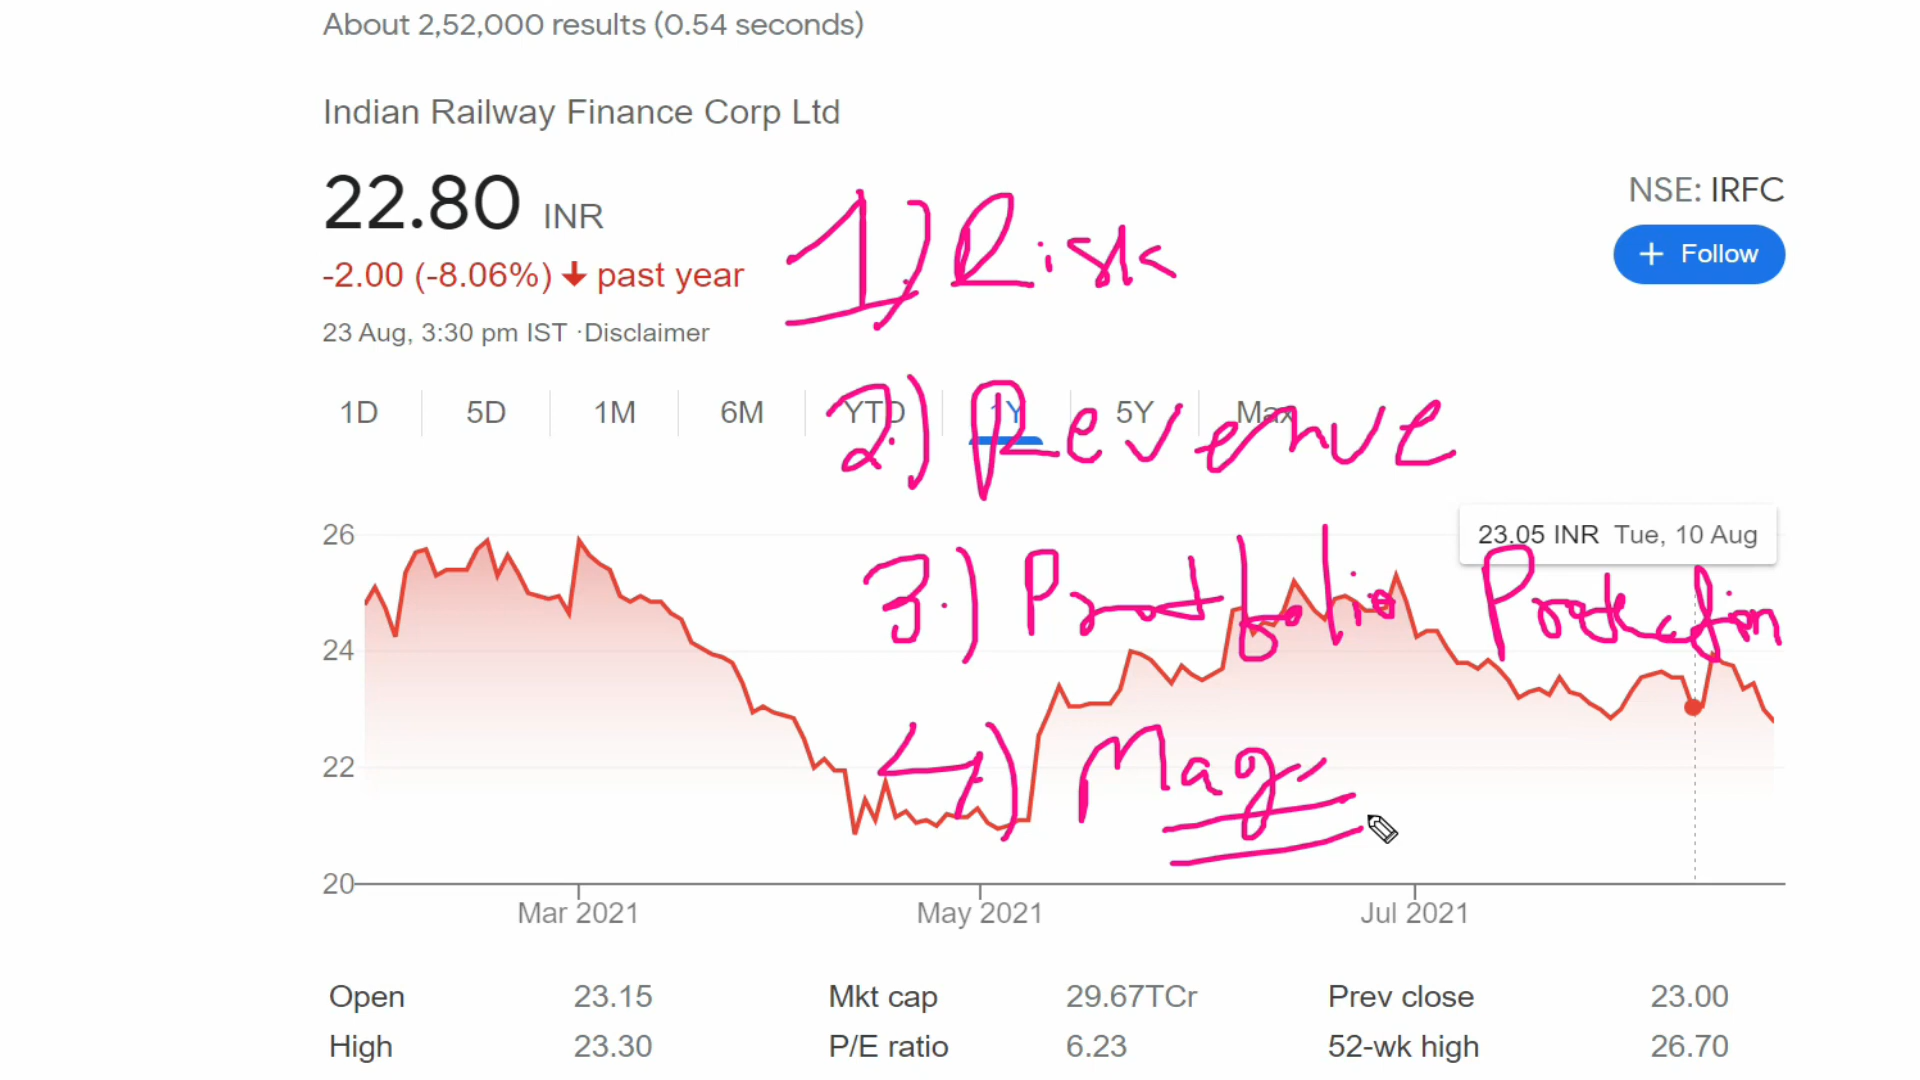 About 2,52,000 results (0.54 seconds)
Indian Railway Finance Corp Ltd
22.80 INR
NSE: IRFC
+ Follow
-2.00 (-8.06%) ↓ past year
23 Aug, 3:30 pm IST ·Disclaimer
1.) Risk
1D 5D 1M 6M YTD 1Y 5Y Max
2.) Revenue
23.05 INR Tue, 10 Aug
3.) Protfolio
4)
26
24
22
20
Mar 2021 May 2021 Jul 2021
Open 23.15 Mkt cap 29.67TCr Prev close 23.00
High 23.30 P/E ratio 6.23 52-wk high 26.70